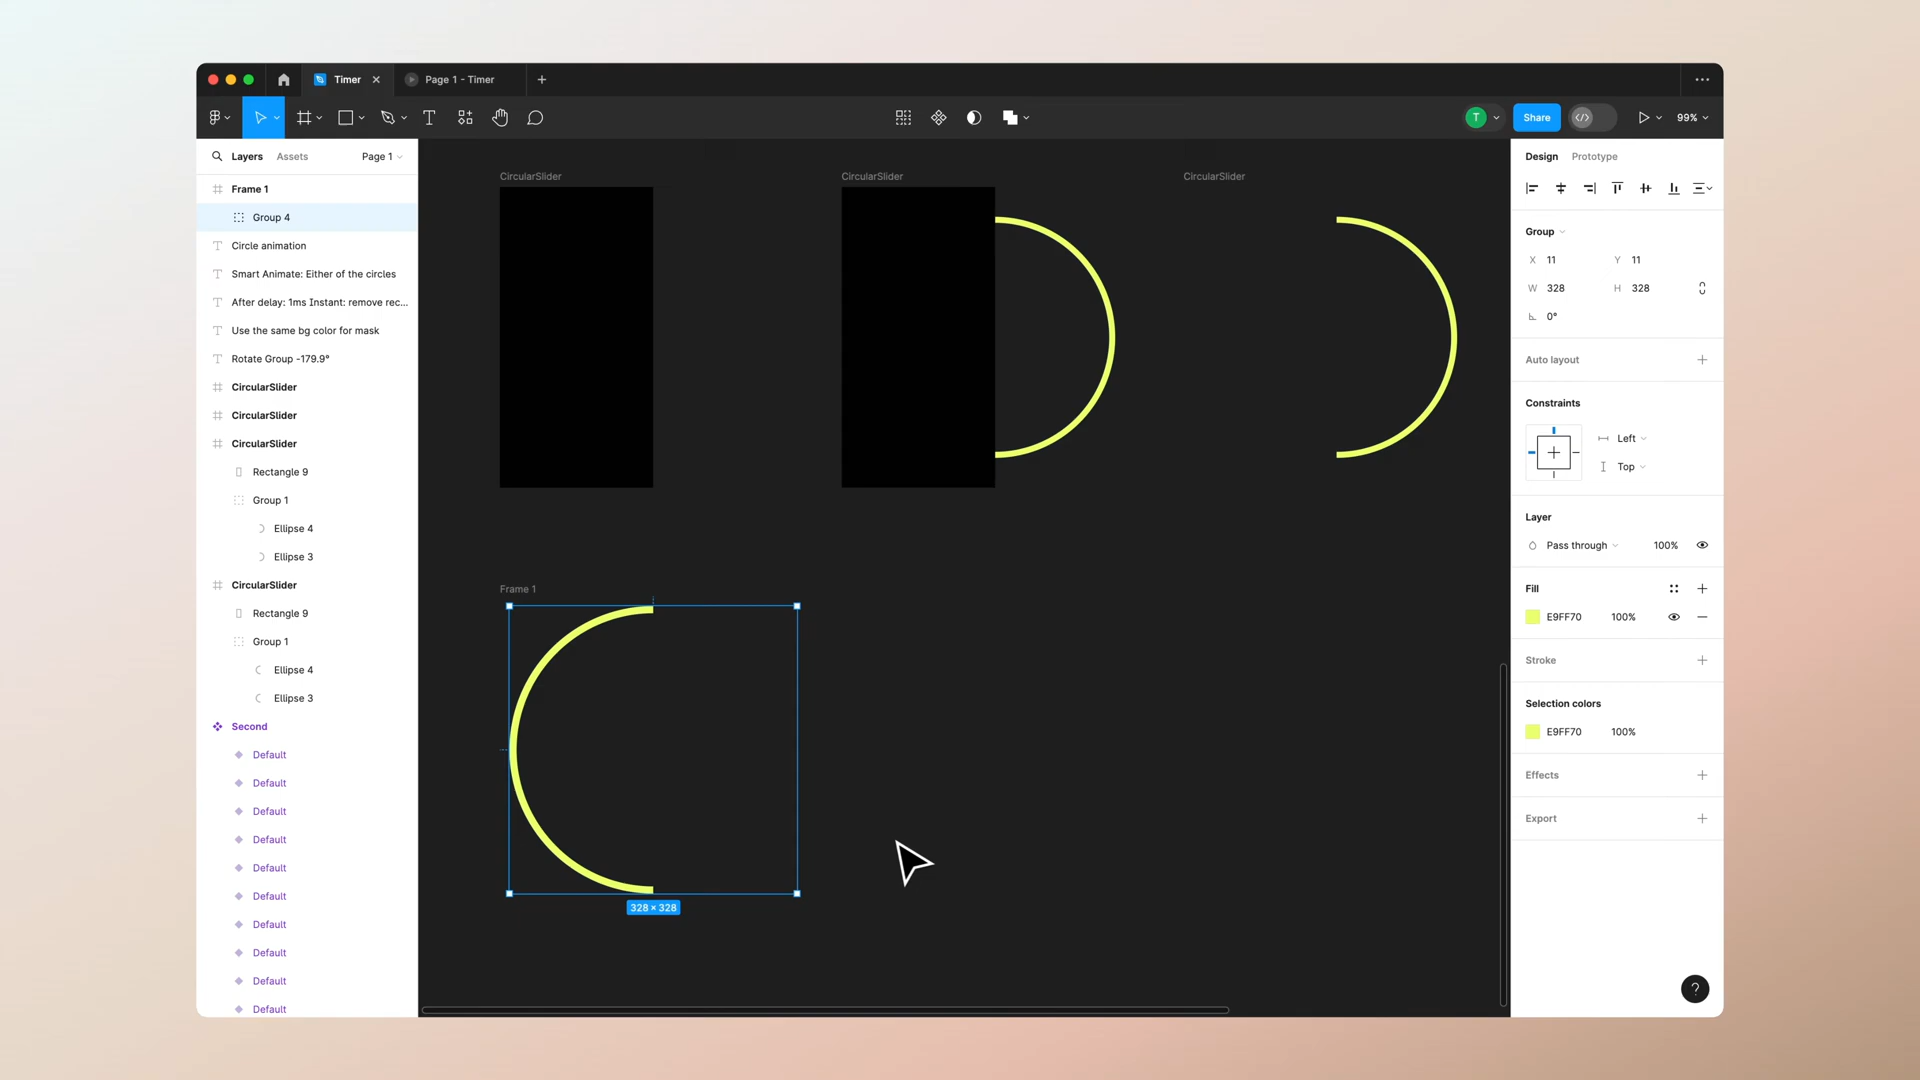 Timer
Page 1 - Timer
T
Share
99%
Layers
Assets
Page 1
Frame 1
Group 4
Circle animation
Smart Animate: Either of the circles
After delay: 1ms Instant: remove rec...
Use the same bg color for mask
Rotate Group -179.9°
CircularSlider
CircularSlider
CircularSlider
Rectangle 9
Group 1
Ellipse 4
Ellipse 3
CircularSlider
Rectangle 9
Group 1
Ellipse 4
Ellipse 3
Second
Default
Default
Default
Default
Default
Default
Default
Default
Default
Default
CircularSlider
CircularSlider
CircularSlider
Frame 1
328 × 328
Design
Prototype
Group
X 11
Y 11
W 328
H 328
0°
Auto layout
Constraints
Left
Top
Layer
Pass through
100%
Fill
E9FF70
100%
Stroke
Selection colors
E9FF70
100%
Effects
Export
?